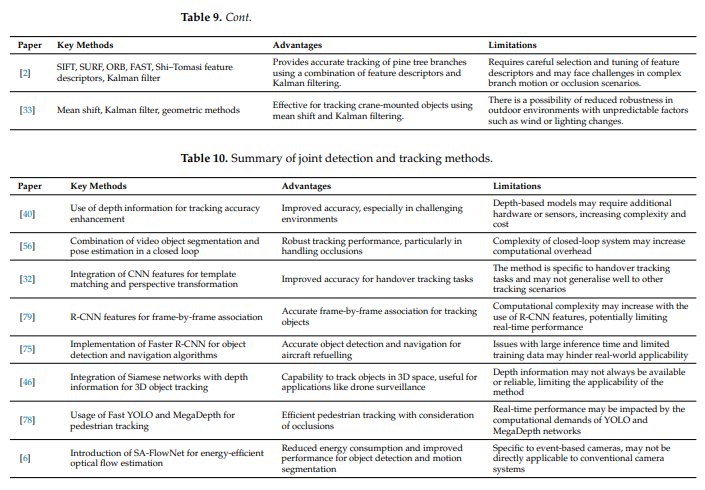 Table 9. Cont.
Paper Key Methods Advantages Limitations
[2] SIFT, SURF, ORB, FAST, Shi–Tomasi feature descriptors, Kalman filter Provides accurate tracking of pine tree branches using a combination of feature descriptors and Kalman filtering. Requires careful selection and tuning of feature descriptors and may face challenges in complex branch motion or occlusion scenarios.
[33] Mean shift, Kalman filter, geometric methods Effective for tracking crane-mounted objects using mean shift and Kalman filtering. There is a possibility of reduced robustness in outdoor environments with unpredictable factors such as wind or lighting changes.
Table 10. Summary of joint detection and tracking methods.
Paper Key Methods Advantages Limitations
[40] Use of depth information for tracking accuracy enhancement Improved accuracy, especially in challenging environments Depth-based models may require additional hardware or sensors, increasing complexity and cost
[56] Combination of video object segmentation and pose estimation in a closed loop Robust tracking performance, particularly in handling occlusions Complexity of closed-loop system may increase computational overhead
[32] Integration of CNN features for template matching and perspective transformation Improved accuracy for handover tracking tasks The method is specific to handover tracking tasks and may not generalise well to other tracking scenarios
[79] R-CNN features for frame-by-frame association Accurate frame-by-frame association for tracking objects Computational complexity may increase with the use of R-CNN features, potentially limiting real-time performance
[75] Implementation of Faster R-CNN for object detection and navigation algorithms Accurate object detection and navigation for aircraft refuelling Issues with large inference time and limited training data may hinder real-world applicability
[46] Integration of Siamese networks with depth information for 3D object tracking Capability to track objects in 3D space, useful for applications like drone surveillance Depth information may not always be available or reliable, limiting the applicability of the method
[78] Usage of Fast YOLO and MegaDepth for pedestrian tracking Efficient pedestrian tracking with consideration of occlusions Real-time performance may be impacted by the computational demands of YOLO and MegaDepth networks
[6] Introduction of SA-FlowNet for energy-efficient optical flow estimation Reduced energy consumption and improved performance for object detection and motion segmentation Specific to event-based cameras, may not be directly applicable to conventional camera systems